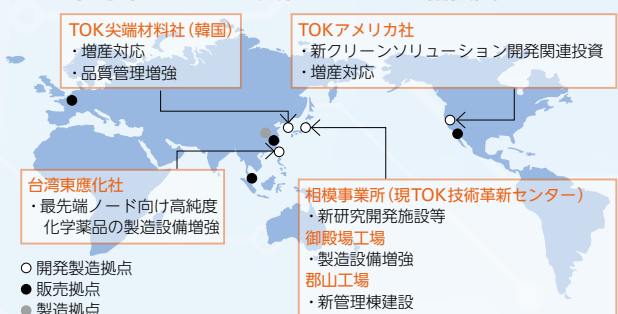 TOK尖端材料社（韓国）
・増産対応
・品質管理増強
TOKアメリカ社
・新クリーンソリューション開発関連投資
・増産対応
台湾東應化社
・最先端ノード向け高純度
化学薬品の製造設備増強
相模事業所（現TOK技術革新センター）
・新研究開発施設等
御殿場工場
・製造設備増強
郡山工場
・新管理棟建設
○ 開発製造拠点
● 販売拠点
● 製造拠点